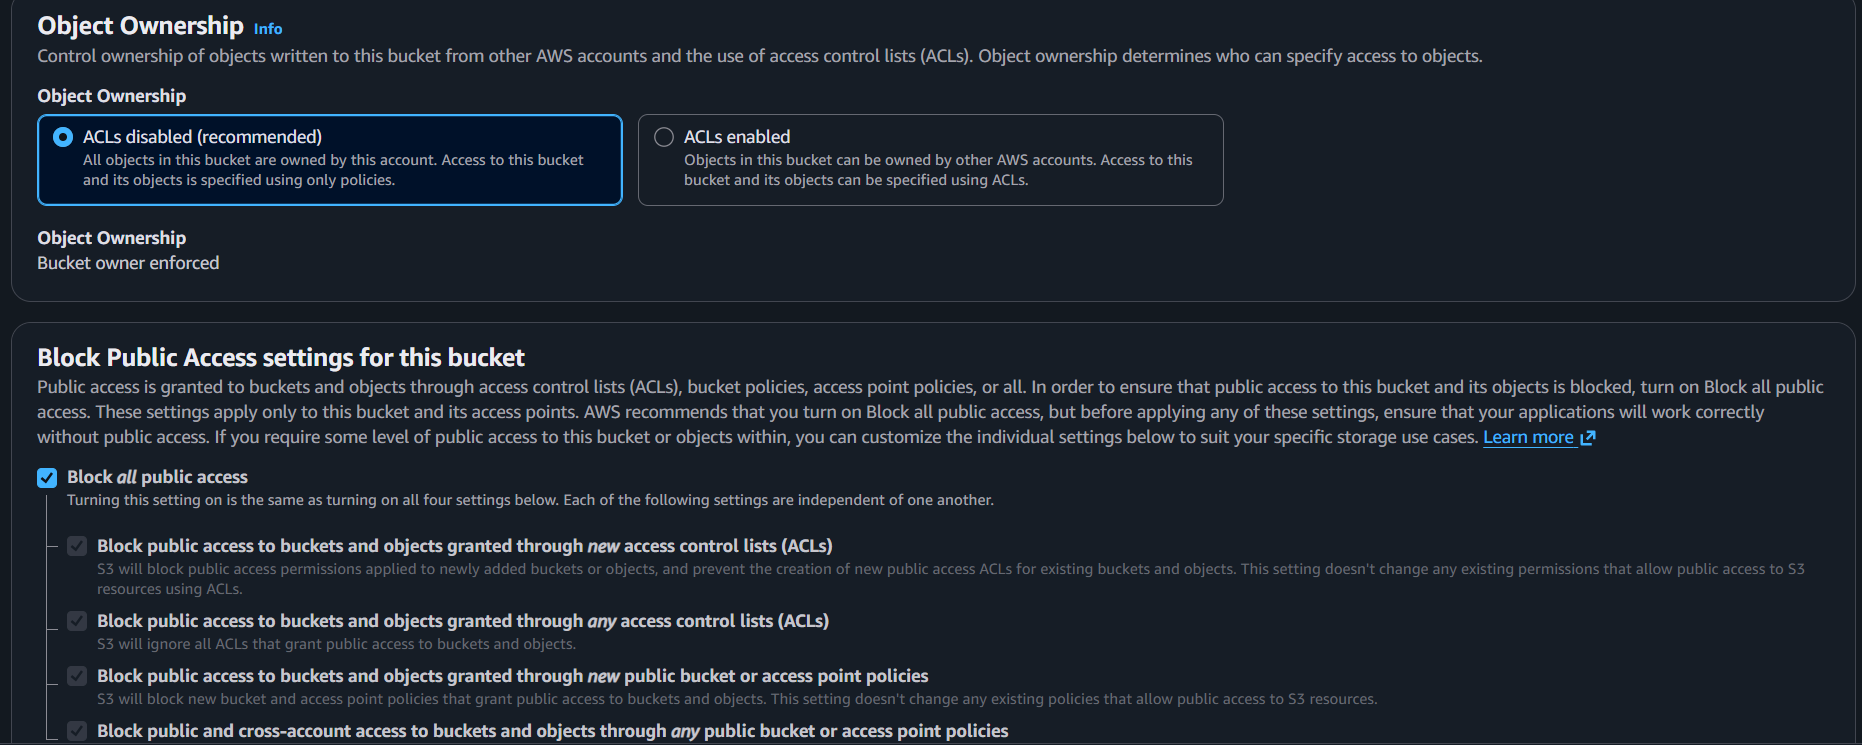 Object Ownership Info
Control ownership of objects written to this bucket from other AWS accounts and the use of access control lists (ACLs). Object ownership determines who can specify access to objects.
Object Ownership
ACLs disabled (recommended)
All objects in this bucket are owned by this account. Access to this bucket
and its objects is specified using only policies.
ACLs enabled
Objects in this bucket can be owned by other AWS accounts. Access to this
bucket and its objects can be specified using ACLs.
Object Ownership
Bucket owner enforced
Block Public Access settings for this bucket
Public access is granted to buckets and objects through access control lists (ACLs), bucket policies, access point policies, or all. In order to ensure that public access to this bucket and its objects is blocked, turn on Block all public
access. These settings apply only to this bucket and its access points. AWS recommends that you turn on Block all public access, but before applying any of these settings, ensure that your applications will work correctly
without public access. If you require some level of public access to this bucket or objects within, you can customize the individual settings below to suit your specific storage use cases. Learn more
Block all public access
Turning this setting on is the same as turning on all four settings below. Each of the following settings are independent of one another.
Block public access to buckets and objects granted through new access control lists (ACLs)
S3 will block public access permissions applied to newly added buckets or objects, and prevent the creation of new public access ACLs for existing buckets and objects. This setting doesn't change any existing permissions that allow public access to S3
resources using ACLs.
Block public access to buckets and objects granted through any access control lists (ACLs)
S3 will ignore all ACLs that grant public access to buckets and objects.
Block public access to buckets and objects granted through new public bucket or access point policies
S3 will block new bucket and access point policies that grant public access to buckets and objects. This setting doesn't change any existing policies that allow public access to S3 resources.
Block public and cross-account access to buckets and objects through any public bucket or access point policies